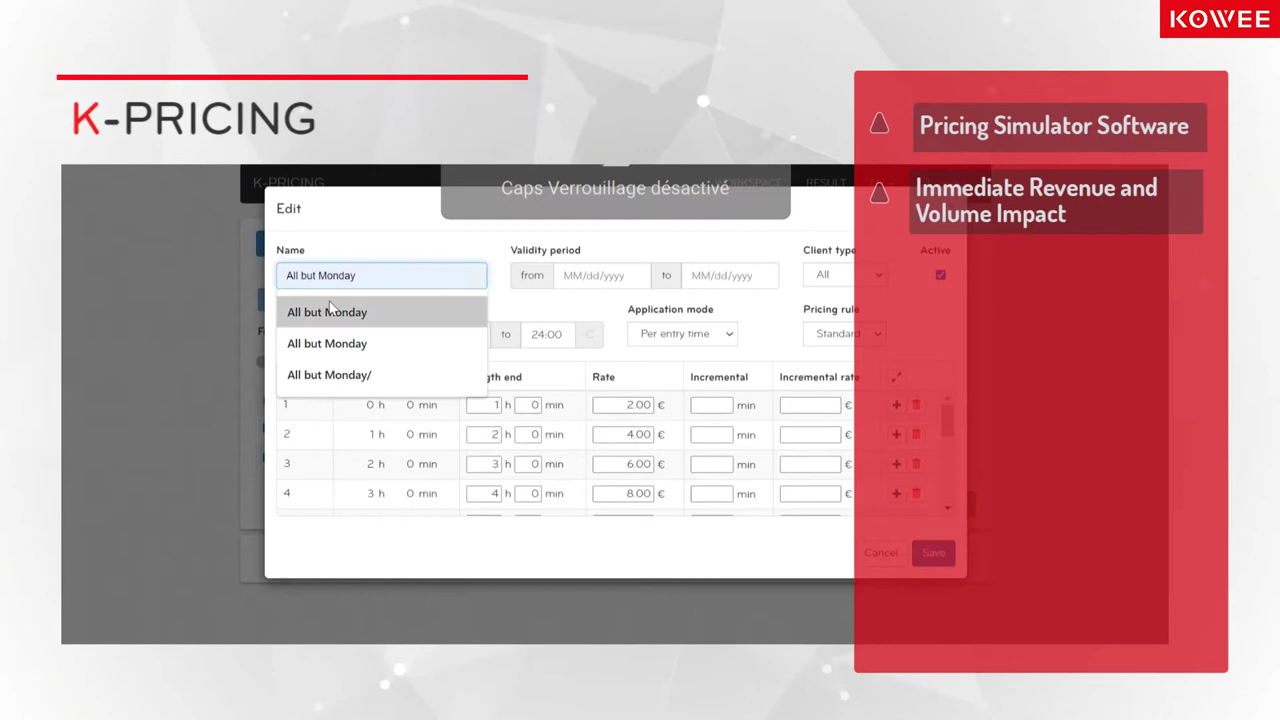 KOWEE
K-PRICING
Pricing Simulator Software
Immediate Revenue and
Volume Impact
K-PRICING
WORKSPACE
RESULT
Caps Verrouillage désactivé
Edit
Name
Validity period
Client type
Active
All but Monday
from
MM/dd/yyyy
to
MM/dd/yyyy
All
All but Monday
All but Monday
All but Monday/
Application mode
Pricing rule
to
24:00
Per entry time
Standard
gth end
Rate
Incremental
Incremental rate
1 0 h 0 min 1 h 0 min 2.00 € min €
2 1 h 0 min 2 h 0 min 4.00 € min €
3 2 h 0 min 3 h 0 min 6.00 € min €
4 3 h 0 min 4 h 0 min 8.00 € min €
Cancel
Save